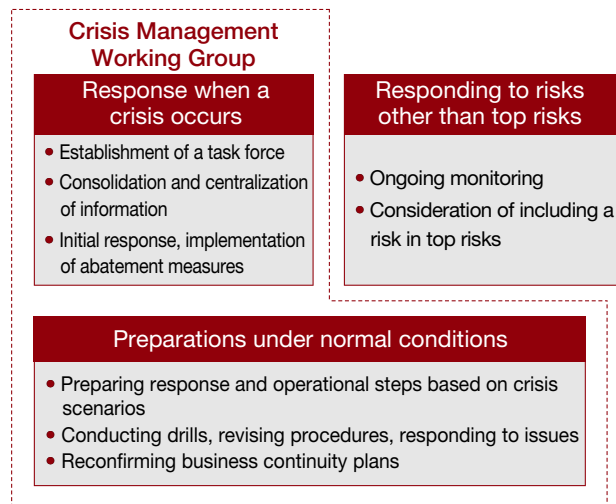 Crisis Management
Working Group
Response when a
crisis occurs
• Establishment of a task force
• Consolidation and centralization
of information
• Initial response, implementation
of abatement measures
Responding to risks
other than top risks
• Ongoing monitoring
• Consideration of including a
risk in top risks
Preparations under normal conditions
• Preparing response and operational steps based on crisis
scenarios
• Conducting drills, revising procedures, responding to issues
• Reconfirming business continuity plans